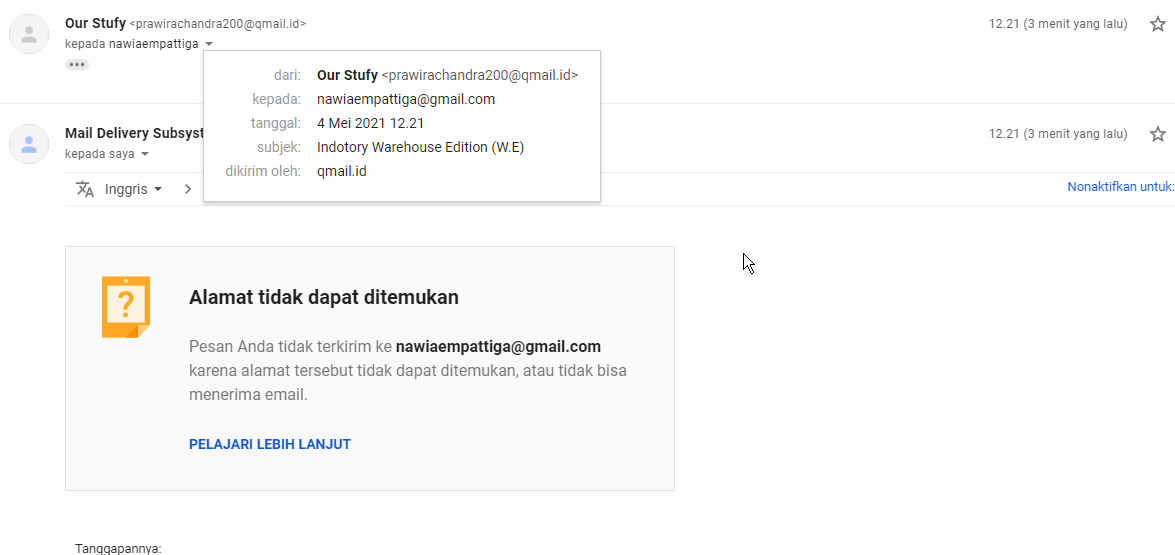 Our Stufy <prawirachandra200@qmail.id>
12.21 (3 menit yang lalu)
kepada nawiaempattiga
dari: Our Stufy <prawirachandra200@qmail.id>
kepada: nawiaempattiga@gmail.com
tanggal: 4 Mei 2021 12.21
subjek: Indotory Warehouse Edition (W.E)
dikirim oleh: qmail.id
Mail Delivery Subsyst
12.21 (3 menit yang lalu)
kepada saya
Inggris
Nonaktifkan untuk:
Alamat tidak dapat ditemukan
Pesan Anda tidak terkirim ke nawiaempattiga@gmail.com
karena alamat tersebut tidak dapat ditemukan, atau tidak bisa
menerima email.
PELAJARI LEBIH LANJUT
Tanggapannya: